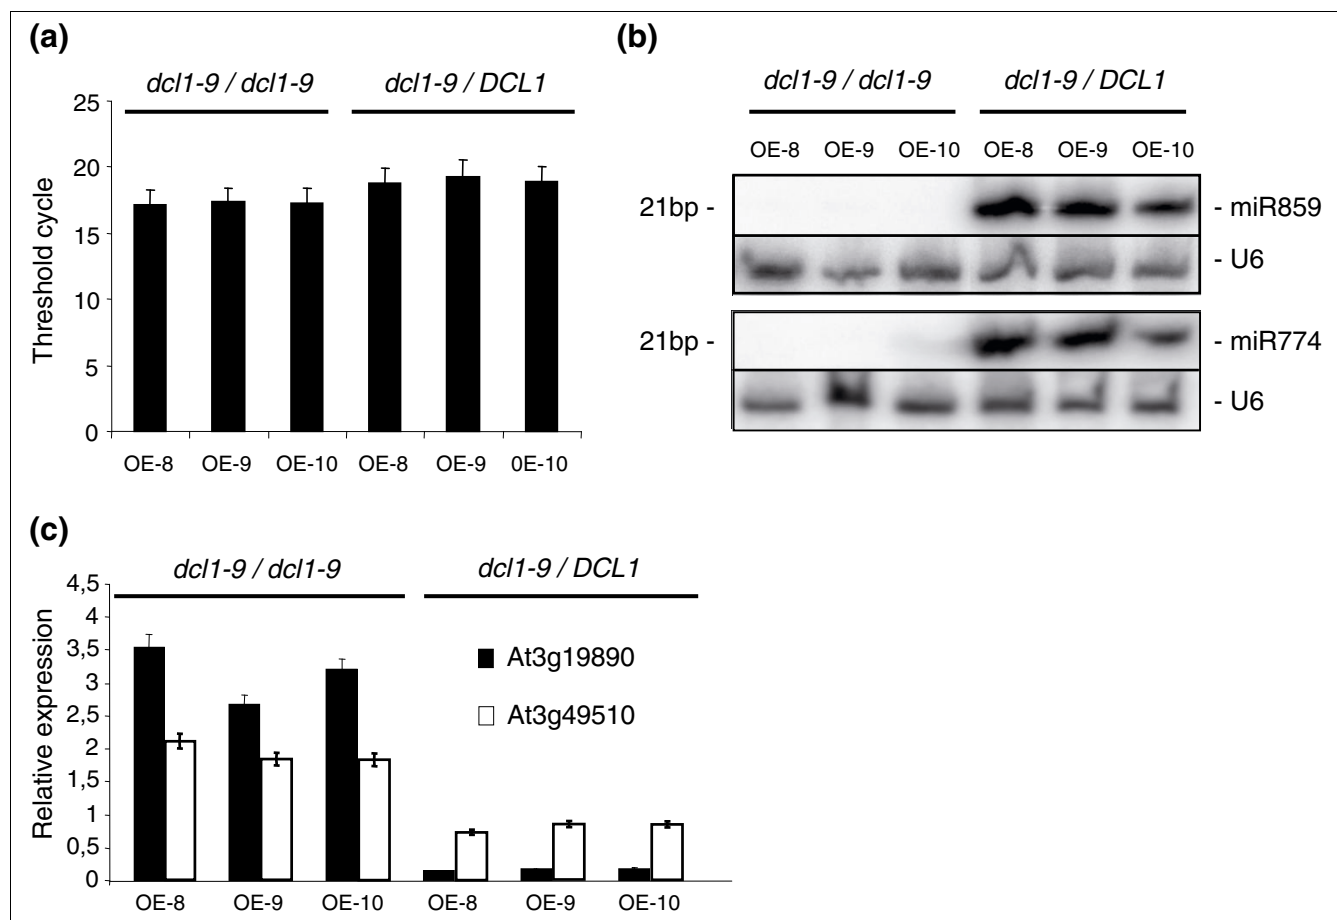 (a)
dcl1-9 / dcl1-9
dcl1-9 / DCL1
Threshold cycle
25
20
15
10
5
0
OE-8
OE-9
OE-10
OE-8
OE-9
0E-10
(b)
dcl1-9 / dcl1-9
dcl1-9 / DCL1
OE-8
OE-9
OE-10
OE-8
OE-9
OE-10
21bp -
- miR859
- U6
21bp -
- miR774
- U6
(c)
dcl1-9 / dcl1-9
dcl1-9 / DCL1
Relative expression
4,5
4
3,5
3
2,5
2
1,5
1
0,5
0
At3g19890
At3g49510
OE-8
OE-9
OE-10
OE-8
OE-9
OE-10